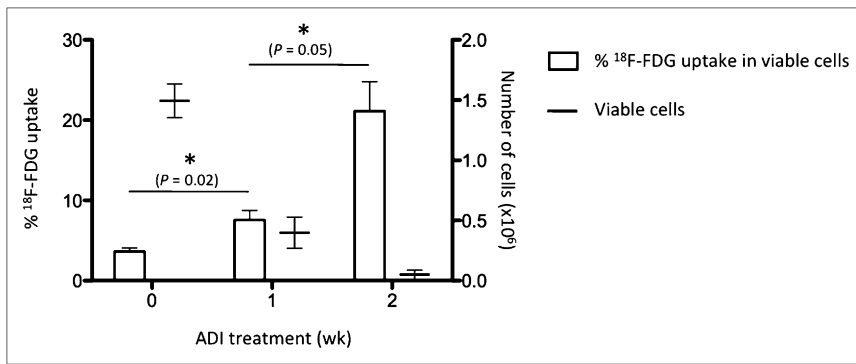 30
20
10
0
% ¹⁸F-FDG uptake
*
(P = 0.02)
*
(P = 0.05)
2.0
1.5
1.0
0.5
0.0
Number of cells (x10⁶)
0 1 2
ADI treatment (wk)
% ¹⁸F-FDG uptake in viable cells
Viable cells